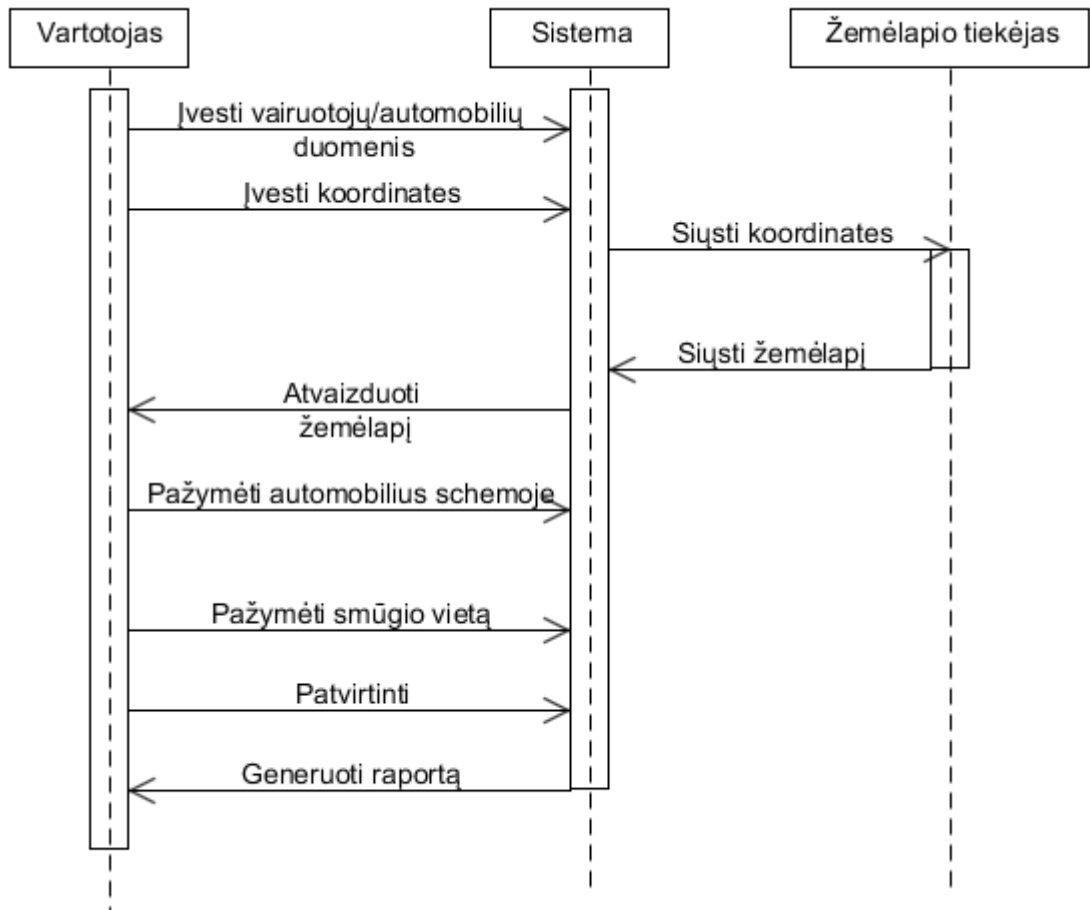 Vartotojas
Sistema
Žemėlapio tiekėjas
Įvesti vairuotojų/automobilių
duomenis
Įvesti koordinates
Siųsti koordinates
Siųsti žemėlapį
Atvaizduoti
žemėlapį
Pažymėti automobilius schemoje
Pažymėti smūgio vietą
Patvirtinti
Generuoti raportą